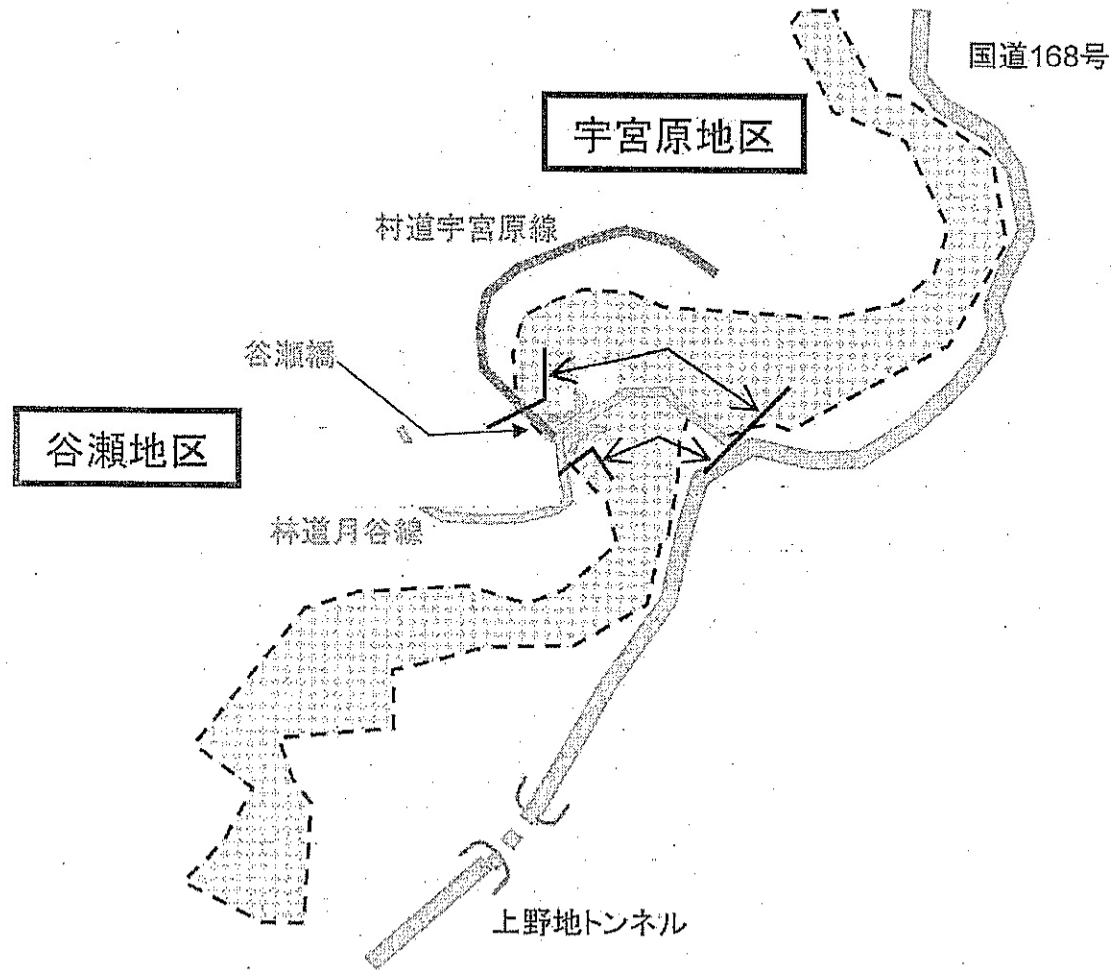 国道168号
宇宮原地区
村道宇宮原線
谷瀬橋
谷瀬地区
林道月谷線
上野地トンネル